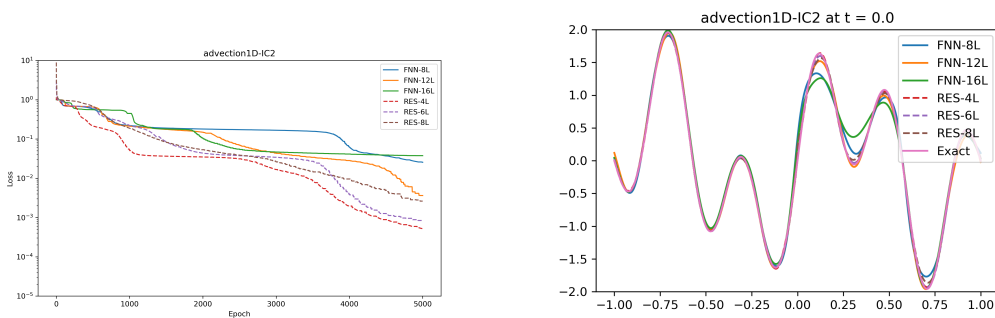 advection1D-IC2
10^1
10^0
10^-1
10^-2
10^-3
10^-4
10^-5
Loss
0
1000
2000
3000
4000
5000
Epoch
FNN-8L
FNN-12L
FNN-16L
RES-4L
RES-6L
RES-8L
advection1D-IC2 at t = 0.0
2.0
1.5
1.0
0.5
0.0
−0.5
−1.0
−1.5
−2.0
−1.00
−0.75
−0.50
−0.25
0.00
0.25
0.50
0.75
1.00
FNN-8L
FNN-12L
FNN-16L
RES-4L
RES-6L
RES-8L
Exact